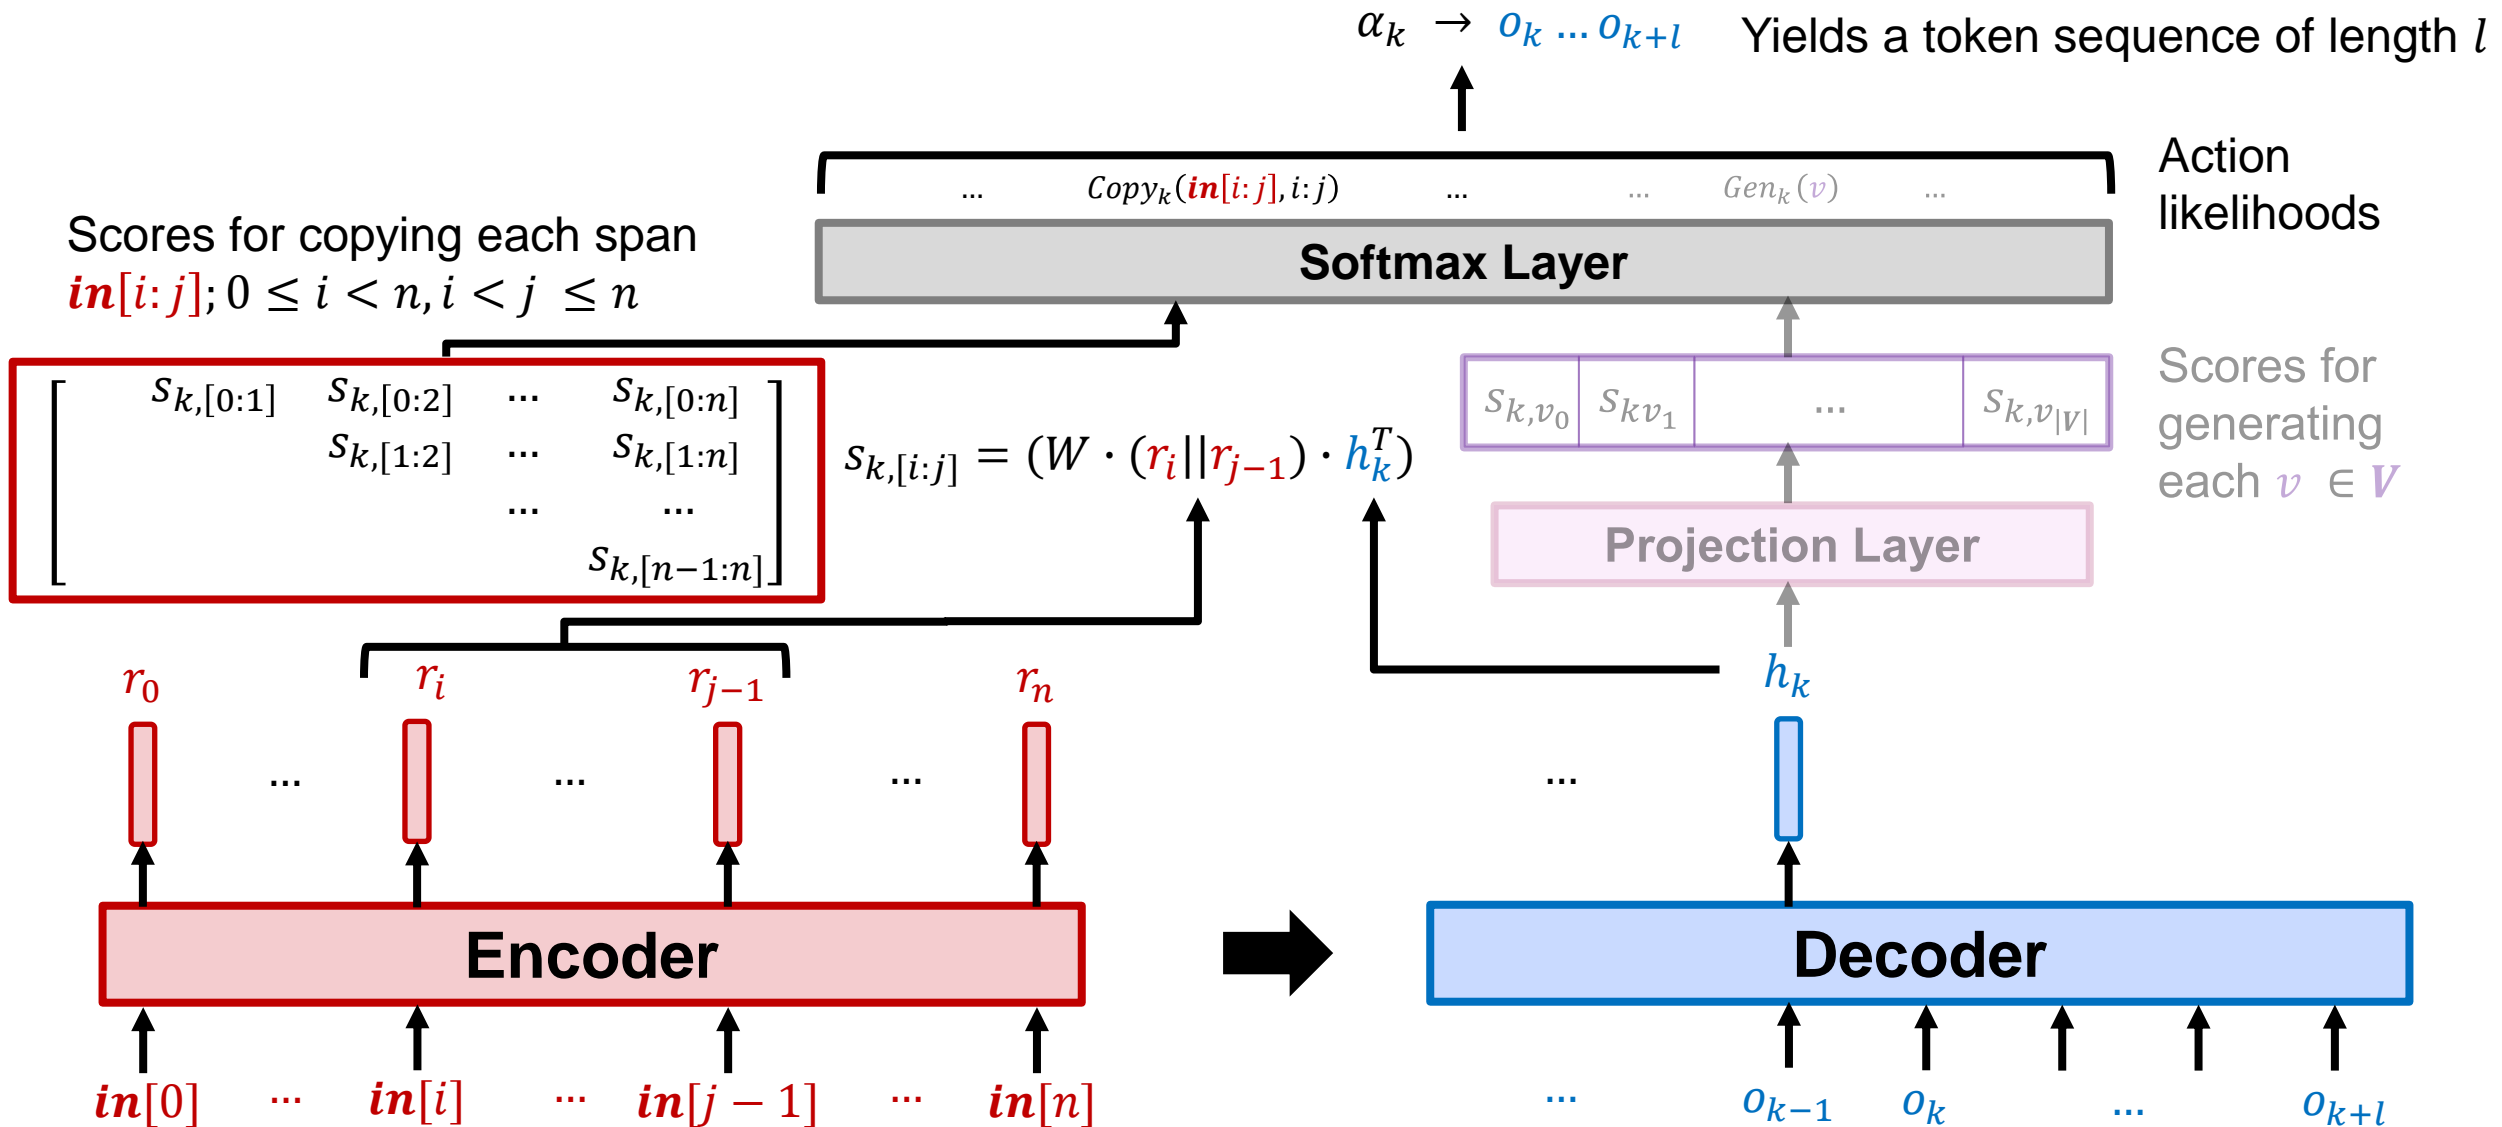 α_k → o_k ... o_{k+l} Yields a token sequence of length l
Action
likelihoods
... Copy_k(in[i:j], i:j) ... ... Gen_k(v) ...
Softmax Layer
Scores for copying each span
in[i:j]; 0 ≤ i < n, i < j ≤ n
s_{k,[0:1]} s_{k,[0:2]} ... s_{k,[0:n]}
s_{k,[1:2]} ... s_{k,[1:n]}
... ...
s_{k,[n−1:n]}
s_{k,[i:j]} = (W · (r_i||r_{j−1}) · h_k^T)
s_{k,v_0} s_{kv_1} ... s_{k,v_{|V|}}
Scores for
generating
each v ∈ V
Projection Layer
r_0 r_i r_{j−1} r_n
h_k
... ... ... ...
Encoder
Decoder
in[0] ... in[i] ... in[j − 1] ... in[n]
... o_{k−1} o_k ... o_{k+l}